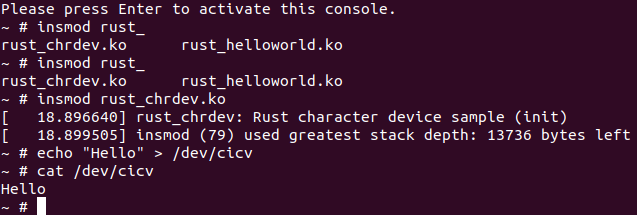 Please press Enter to activate this console.
~ # insmod rust_
rust_chrdev.ko      rust_helloworld.ko
~ # insmod rust_
rust_chrdev.ko      rust_helloworld.ko
~ # insmod rust_chrdev.ko
[   18.896640] rust_chrdev: Rust character device sample (init)
[   18.899505] insmod (79) used greatest stack depth: 13736 bytes left
~ # echo "Hello" > /dev/cicv
~ # cat /dev/cicv
Hello
~ #